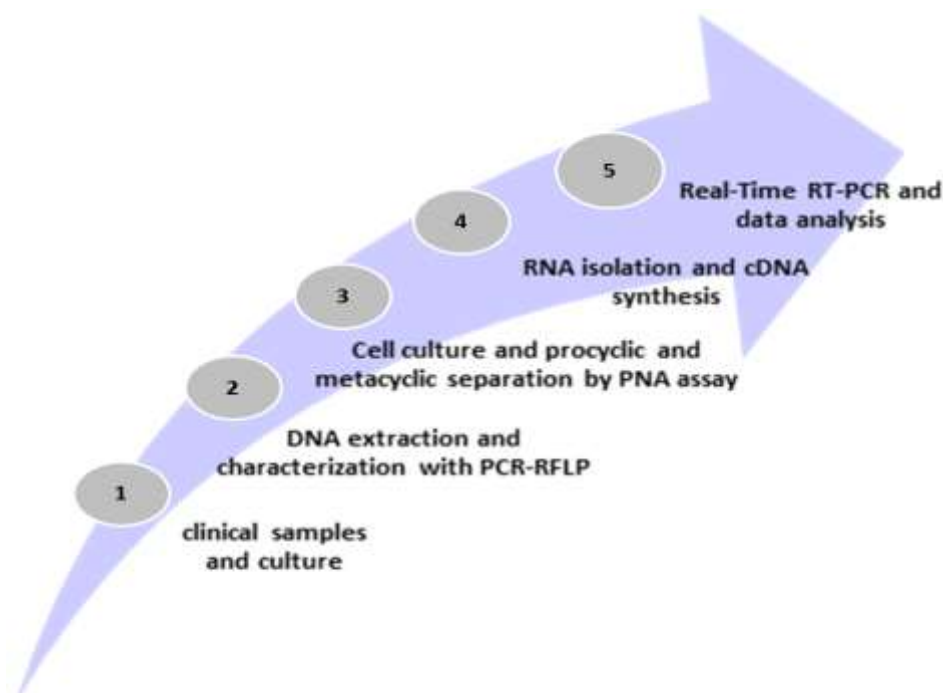 1
clinical samples
and culture
2
DNA extraction and
characterization with PCR-RFLP
3
Cell culture and procyclic and
metacyclic separation by PNA assay
4
RNA isolation and cDNA
synthesis
5
Real-Time RT-PCR and
data analysis